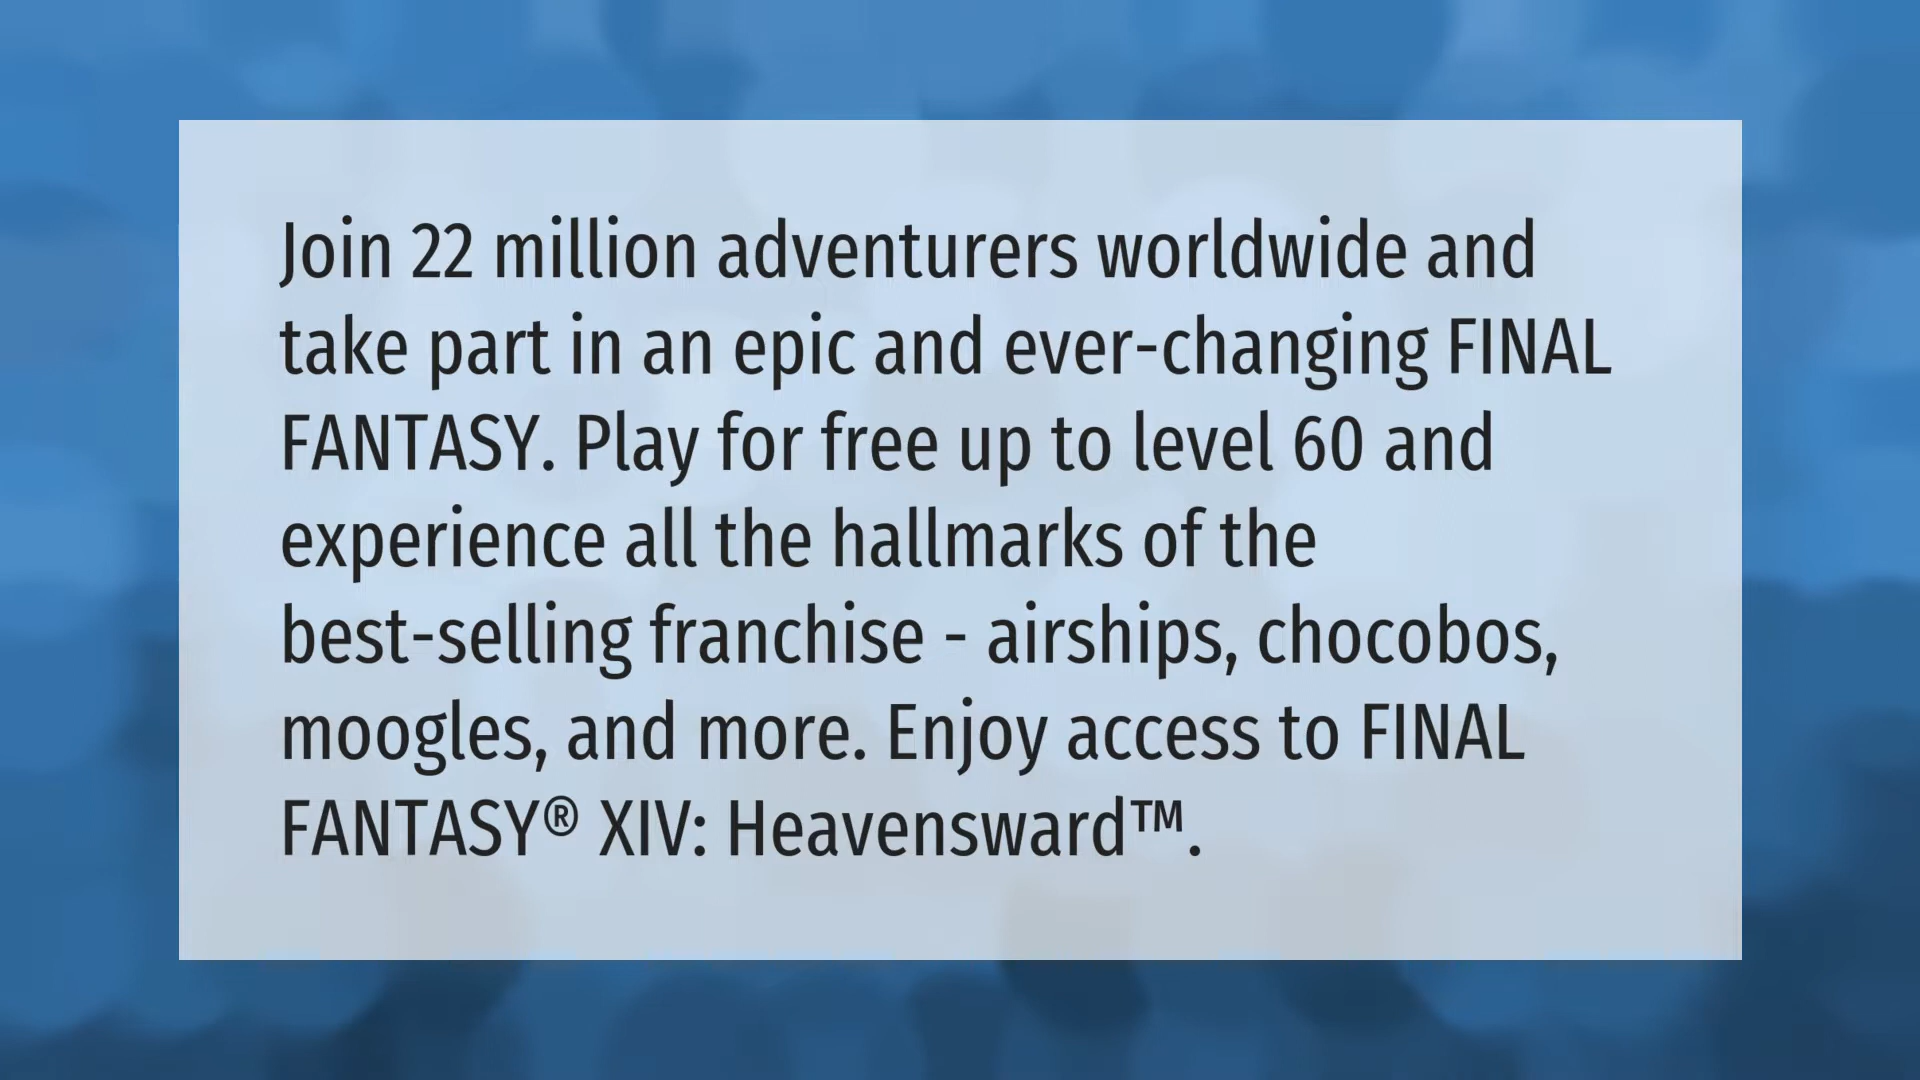 Join 22 million adventurers worldwide and
take part in an epic and ever-changing FINAL
FANTASY. Play for free up to level 60 and
experience all the hallmarks of the
best-selling franchise - airships, chocobos,
moogles, and more. Enjoy access to FINAL
FANTASY® XIV: Heavensward™.